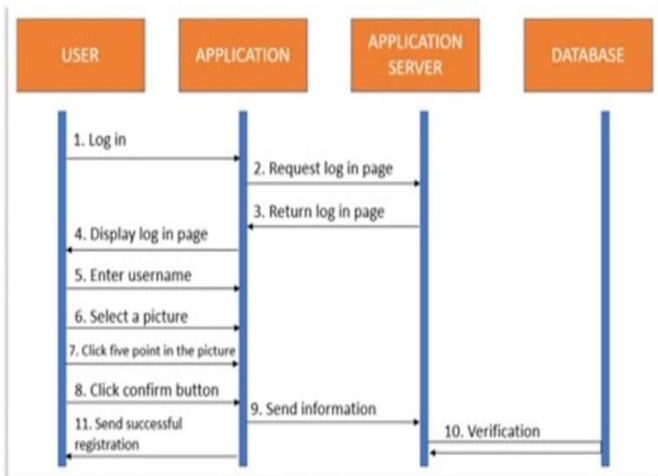 USER
APPLICATION
APPLICATION
SERVER
DATABASE
1. Log in
2. Request log in page
3. Return log in page
4. Display log in page
5. Enter username
6. Select a picture
7. Click five point in the picture
8. Click confirm button
9. Send information
10. Verification
11. Send successful
registration